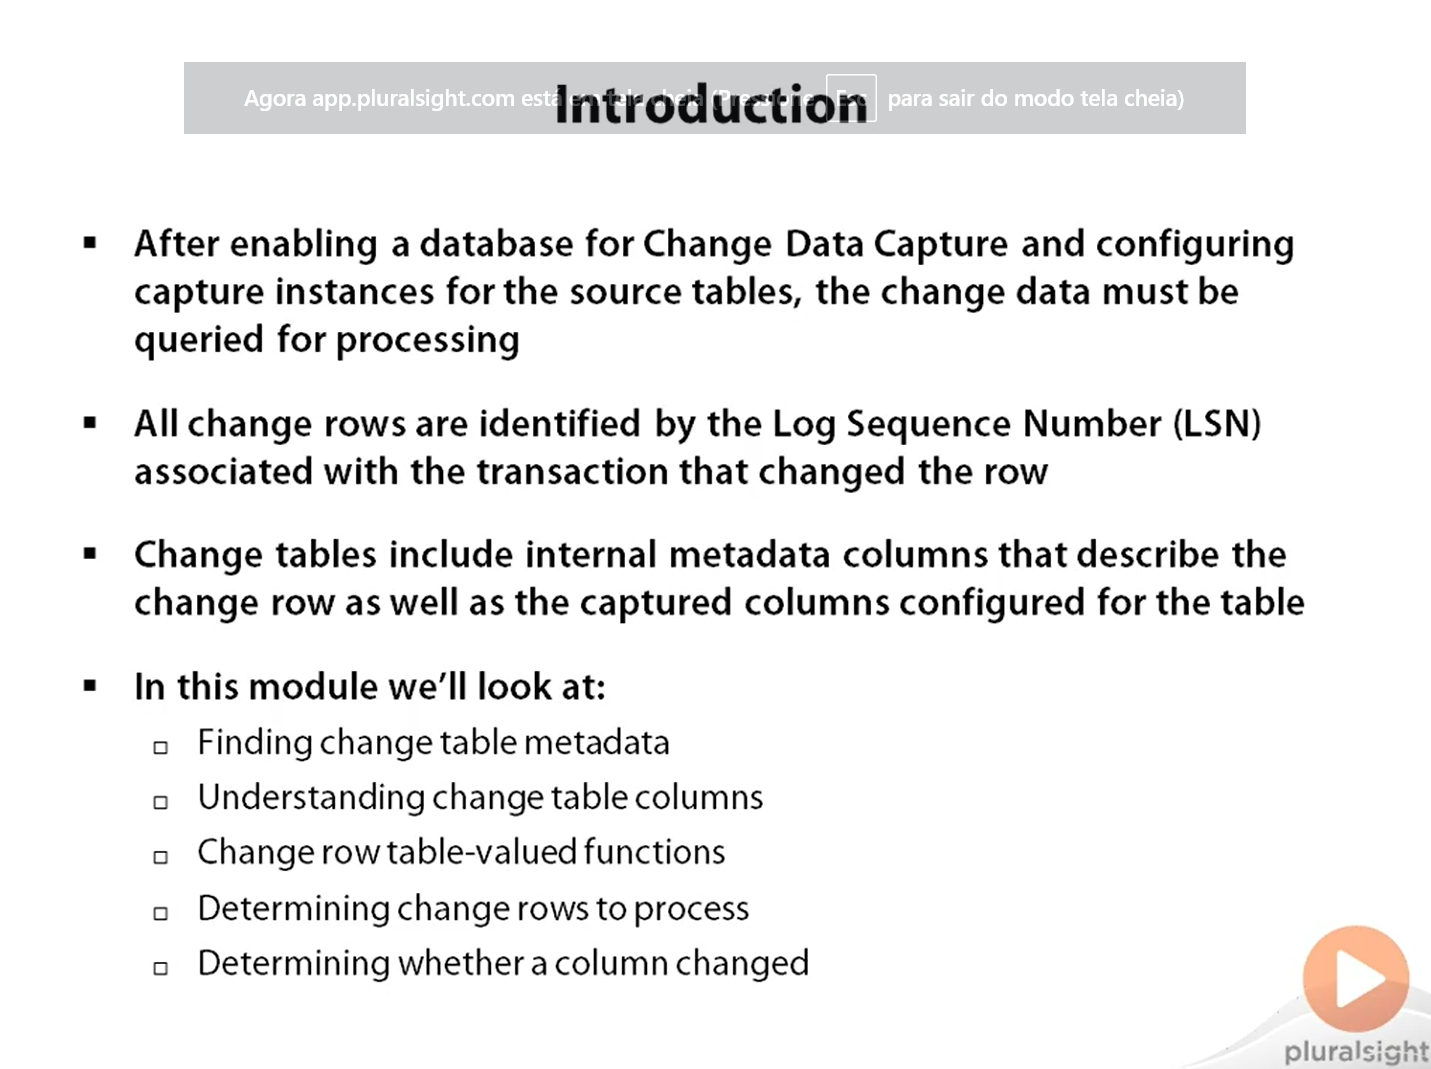 Introduction
Agora app.pluralsight.com está em tela cheia (Pressione Esc para sair do modo tela cheia)
After enabling a database for Change Data Capture and configuring
capture instances for the source tables, the change data must be
queried for processing
All change rows are identified by the Log Sequence Number (LSN)
associated with the transaction that changed the row
Change tables include internal metadata columns that describe the
change row as well as the captured columns configured for the table
In this module we'll look at:
Finding change table metadata
Understanding change table columns
Change row table-valued functions
Determining change rows to process
Determining whether a column changed
pluralsight